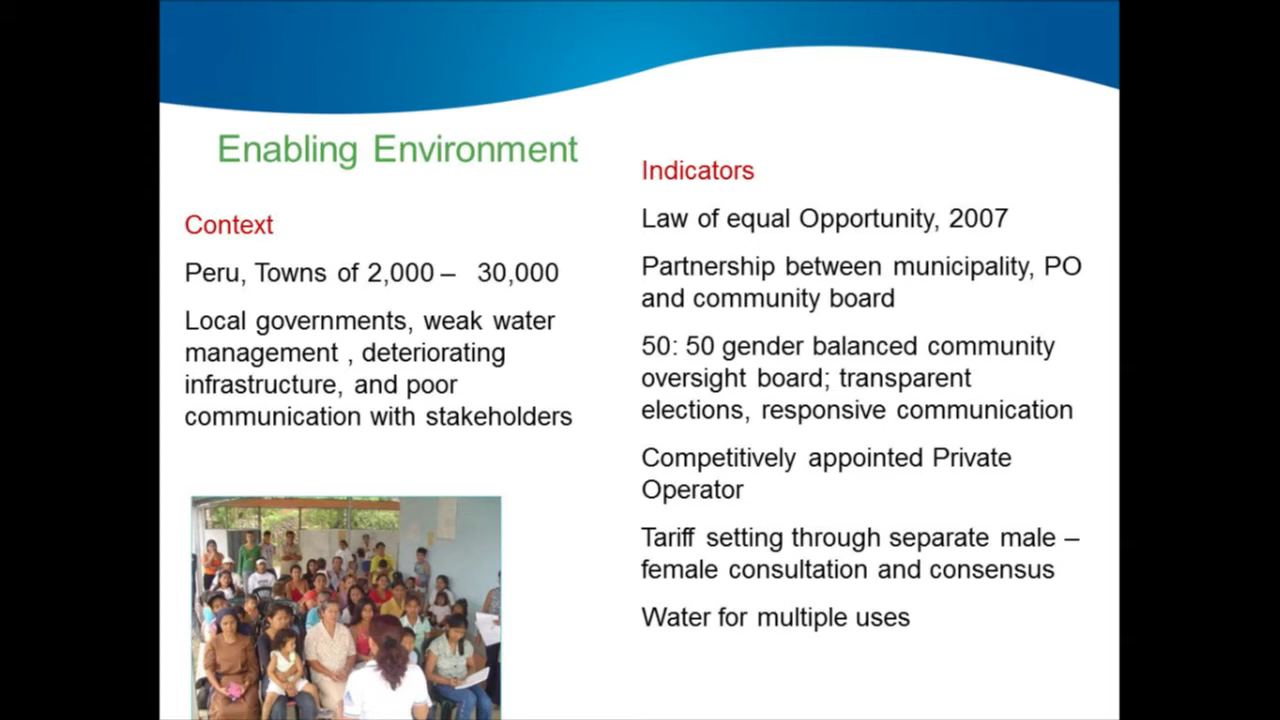 Enabling Environment
Context
Peru, Towns of 2,000 – 30,000
Local governments, weak water
management , deteriorating
infrastructure, and poor
communication with stakeholders
Indicators
Law of equal Opportunity, 2007
Partnership between municipality, PO
and community board
50: 50 gender balanced community
oversight board; transparent
elections, responsive communication
Competitively appointed Private
Operator
Tariff setting through separate male –
female consultation and consensus
Water for multiple uses